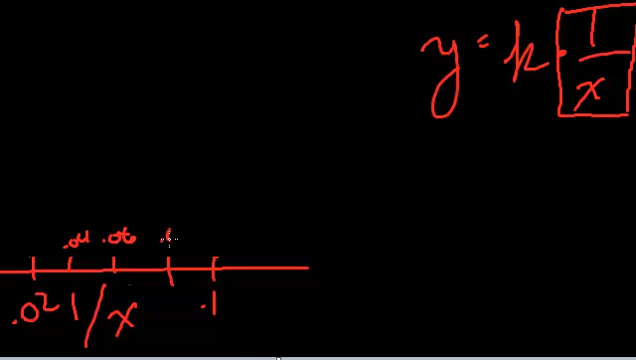 y = k · 1/x
.04 .06
.02 1/x .1